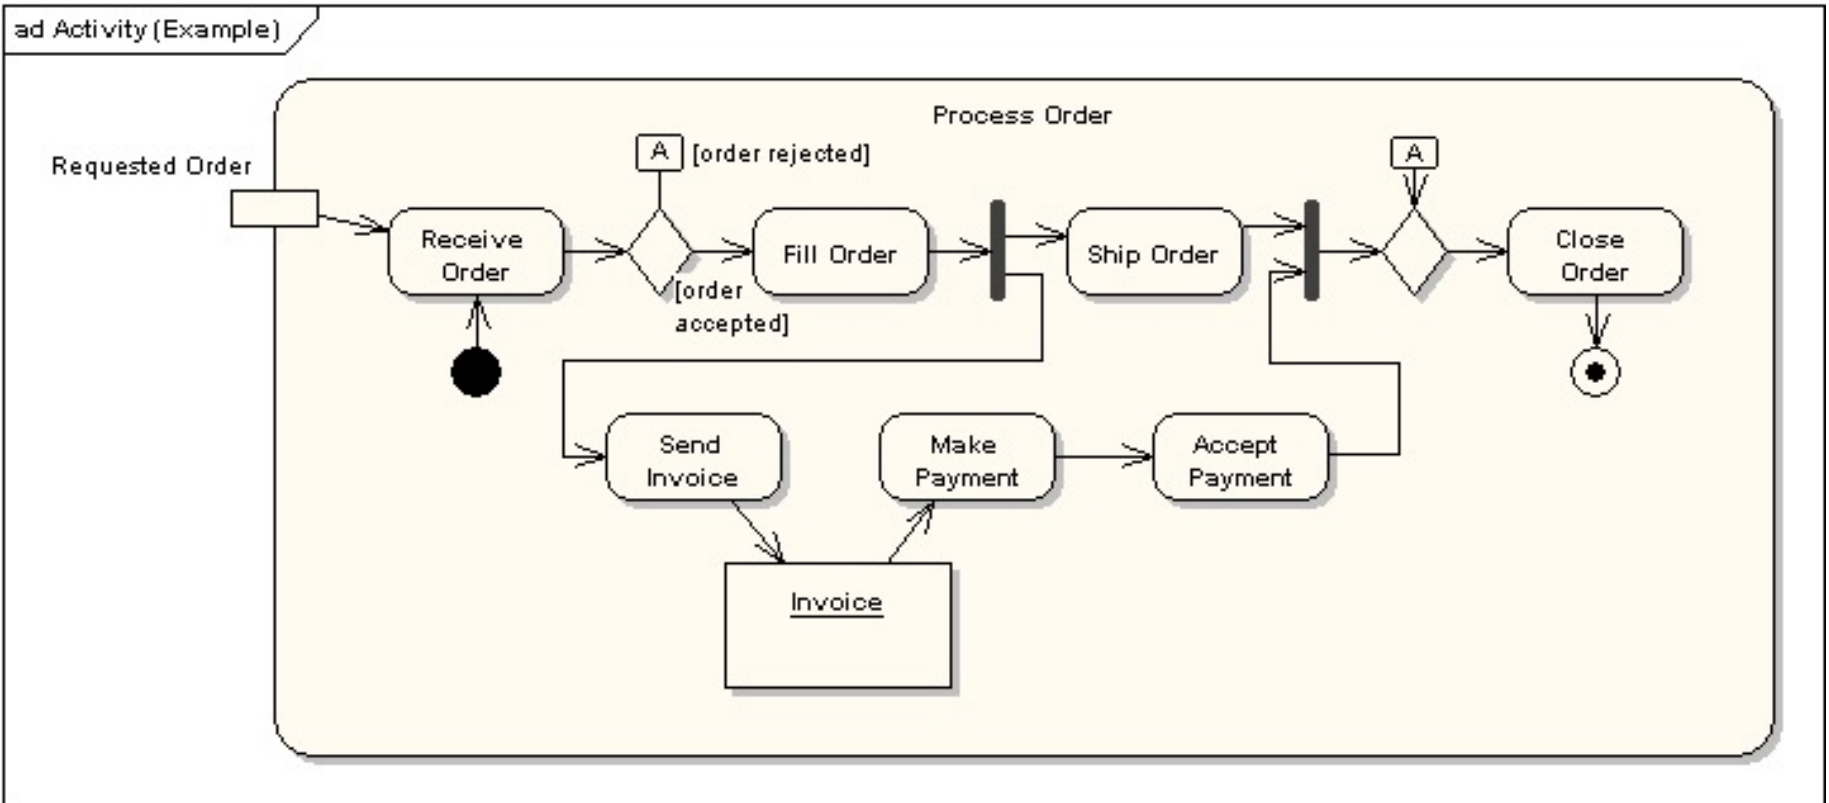 ad Activity (Example)
Process Order
Requested Order
A
[order rejected]
A
Receive
Order
Fill Order
Ship Order
Close
Order
[order
accepted]
Send
Invoice
Make
Payment
Accept
Payment
Invoice